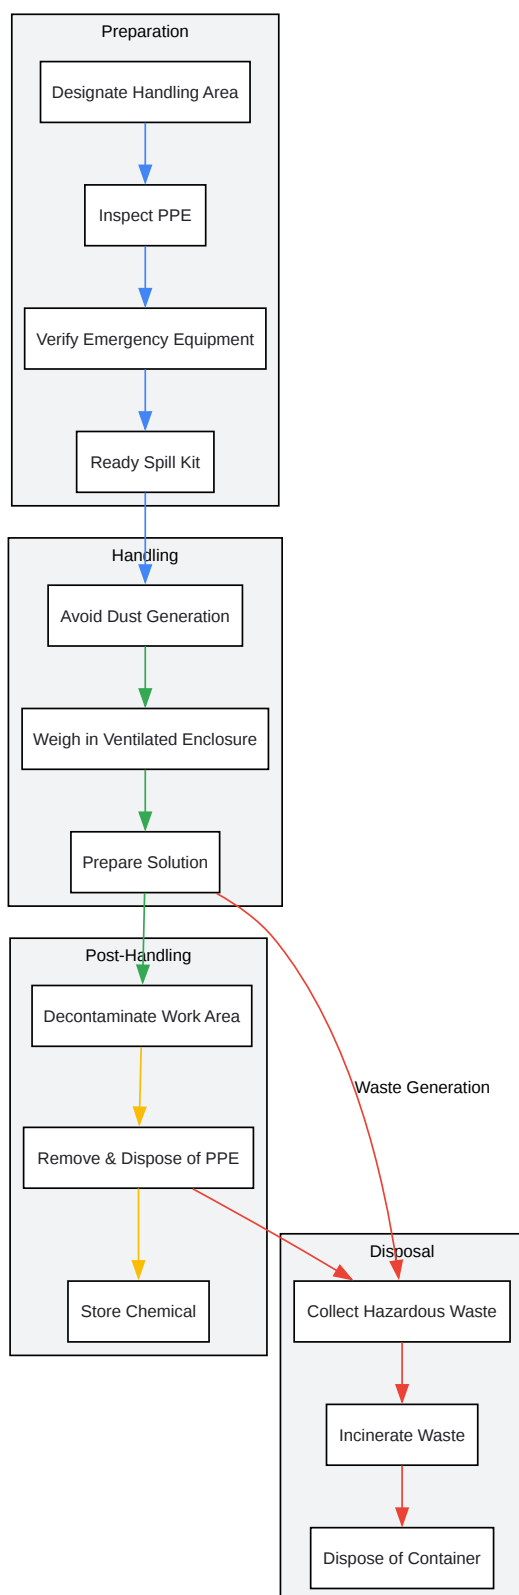 Preparation
Designate Handling Area
Inspect PPE
Verify Emergency Equipment
Ready Spill Kit
Handling
Avoid Dust Generation
Weigh in Ventilated Enclosure
Prepare Solution
Post-Handling
Decontaminate Work Area
Waste Generation
Remove & Dispose of PPE
Disposal
Store Chemical
Collect Hazardous Waste
Incinerate Waste
Dispose of Container